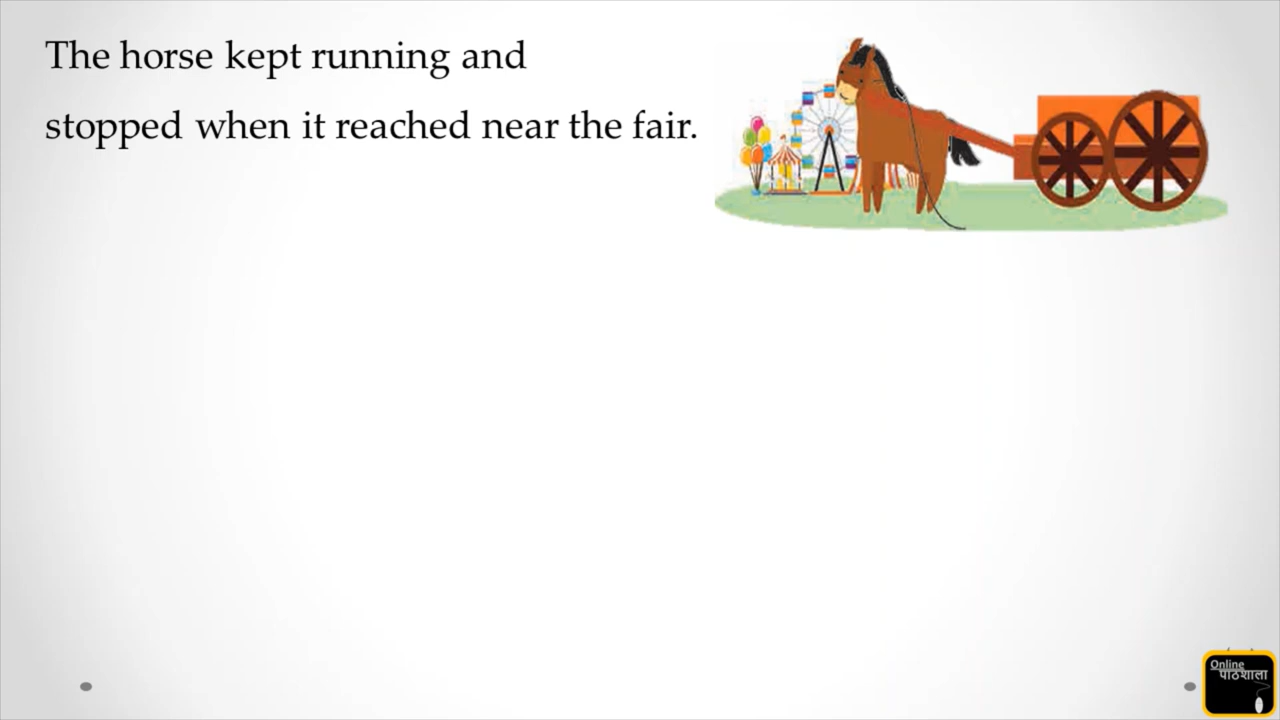 The horse kept running and
stopped when it reached near the fair.
Online
पाठशाला